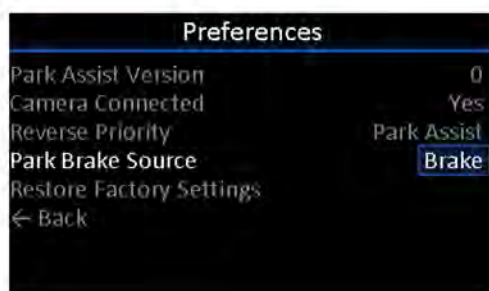 Preferences
Park Assist Version 0
Camera Connected Yes
Reverse Priority Park Assist
Park Brake Source Brake
Restore Factory Settings
← Back